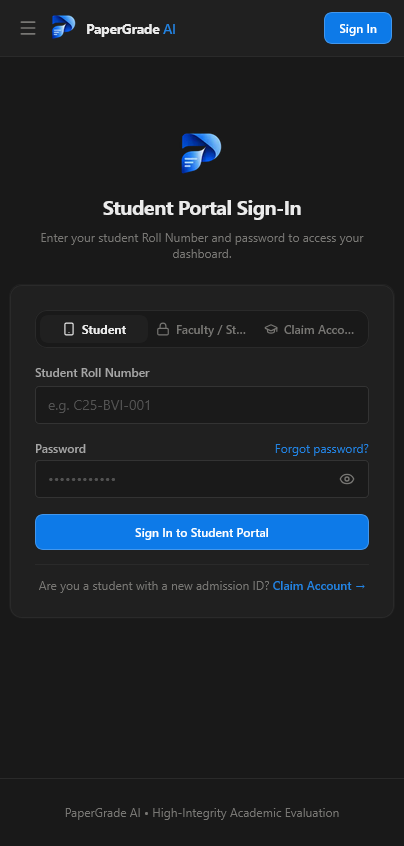 PaperGrade AI
Sign In
Student Portal Sign-In
Enter your student Roll Number and password to access your
dashboard.
Student
Faculty / St...
Claim Acco...
Student Roll Number
e.g. C25-BVI-001
Password
Forgot password?
••••••••••••
Sign In to Student Portal
Are you a student with a new admission ID? Claim Account →
PaperGrade AI • High-Integrity Academic Evaluation